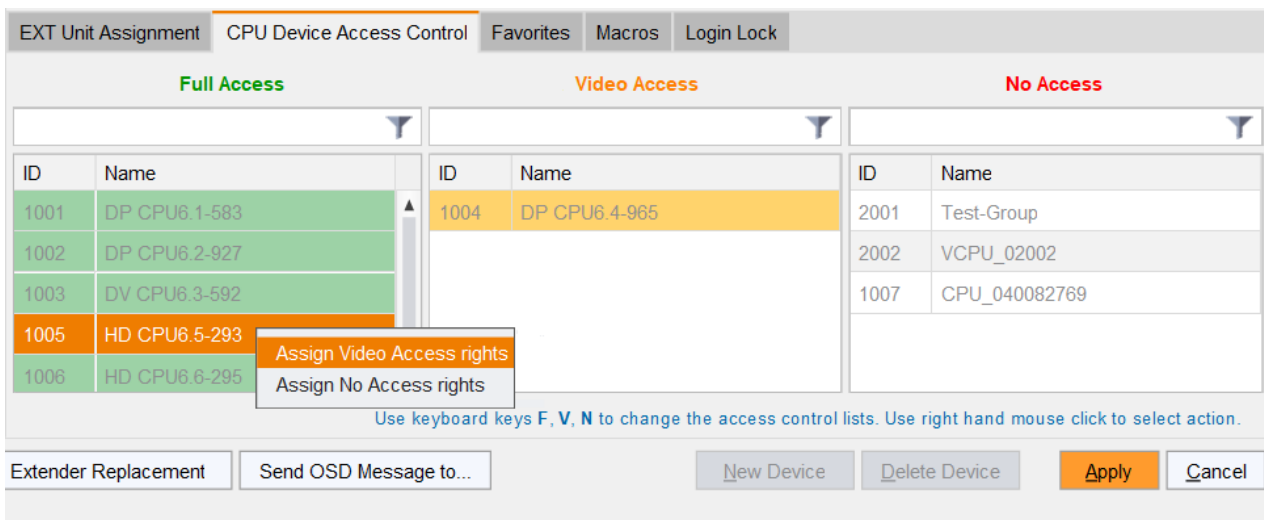 EXT Unit Assignment CPU Device Access Control Favorites Macros Login Lock
Full Access Video Access No Access
ID Name ID Name ID Name
1001 DP CPU6.1-583 1004 DP CPU6.4-965 2001 Test-Group
1002 DP CPU6.2-927 2002 VCPU_02002
1003 DV CPU6.3-592 1007 CPU_040082769
1005 HD CPU6.5-293
Assign Video Access rights
1006 HD CPU6.6-295
Assign No Access rights
Use keyboard keys F, V, N to change the access control lists. Use right hand mouse click to select action.
Extender Replacement Send OSD Message to... New Device Delete Device Apply Cancel